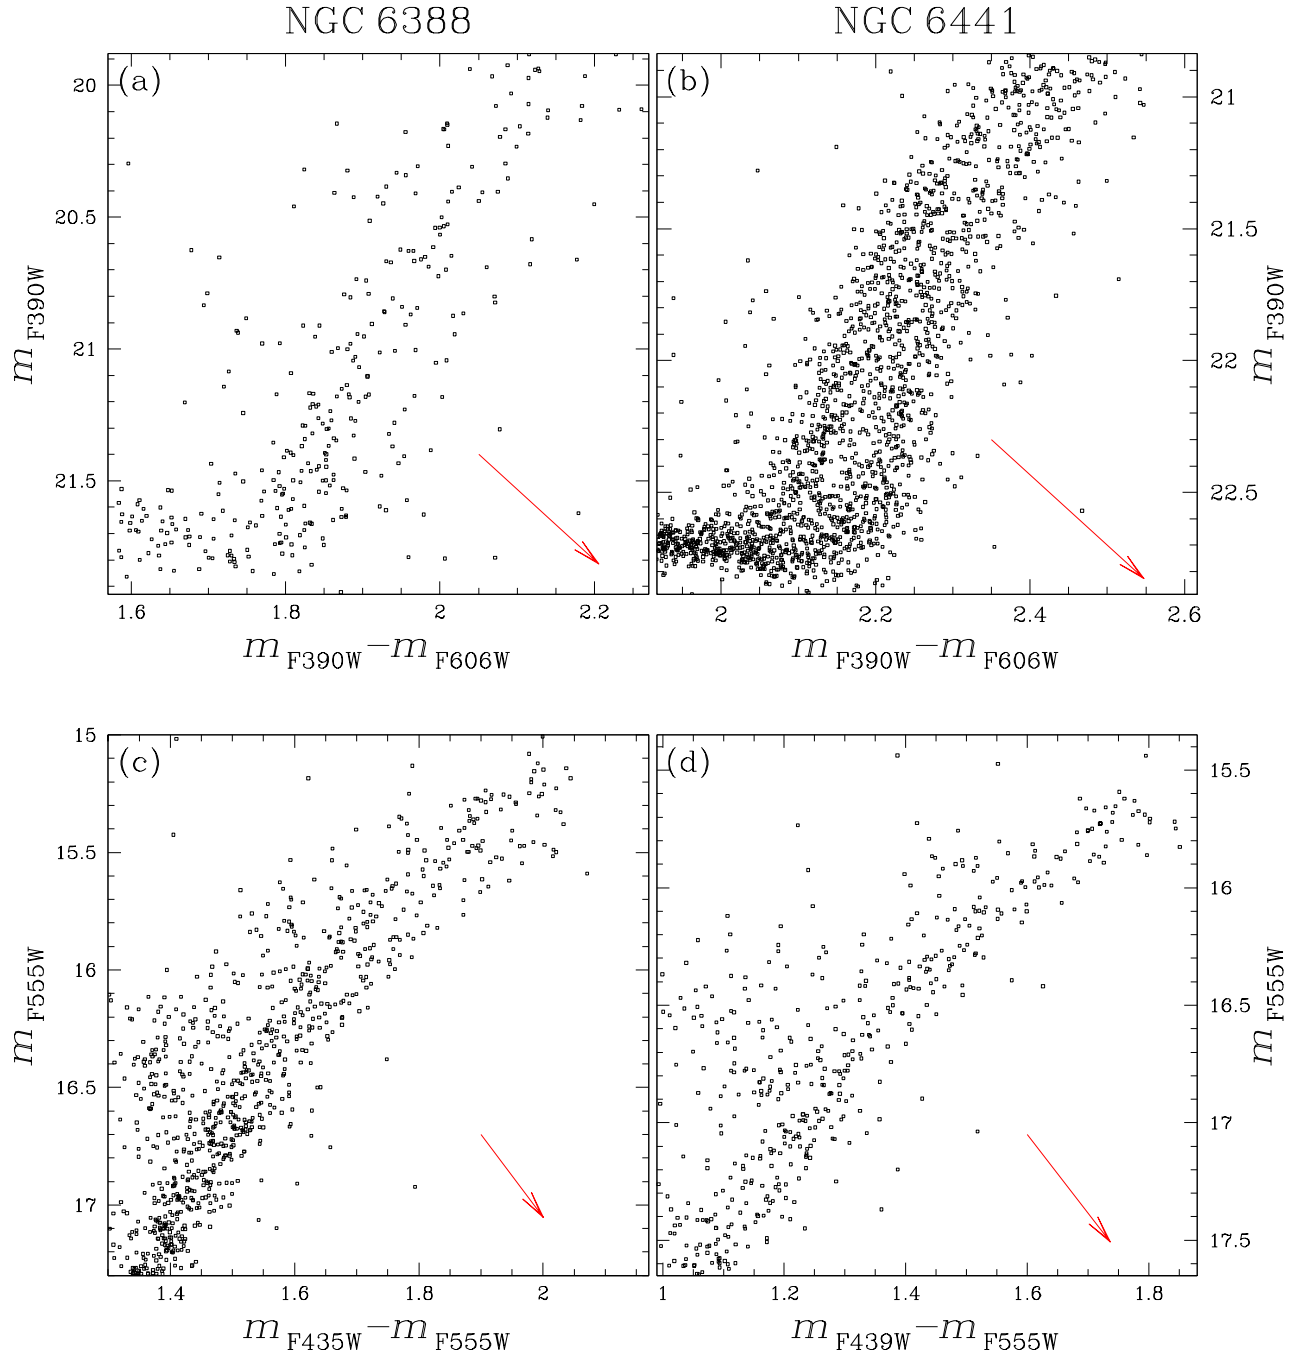 NGC 6388
NGC 6441
(a)
(b)
20
20.5
21
21.5
m F390W
21
21.5
22
22.5
m F390W
1.6 1.8 2 2.2
2 2.2 2.4 2.6
m F390W − m F606W
m F390W − m F606W
(c)
(d)
15
15.5
16
16.5
17
m F555W
15.5
16
16.5
17
17.5
m F555W
1.4 1.6 1.8 2
1 1.2 1.4 1.6 1.8
m F435W − m F555W
m F439W − m F555W